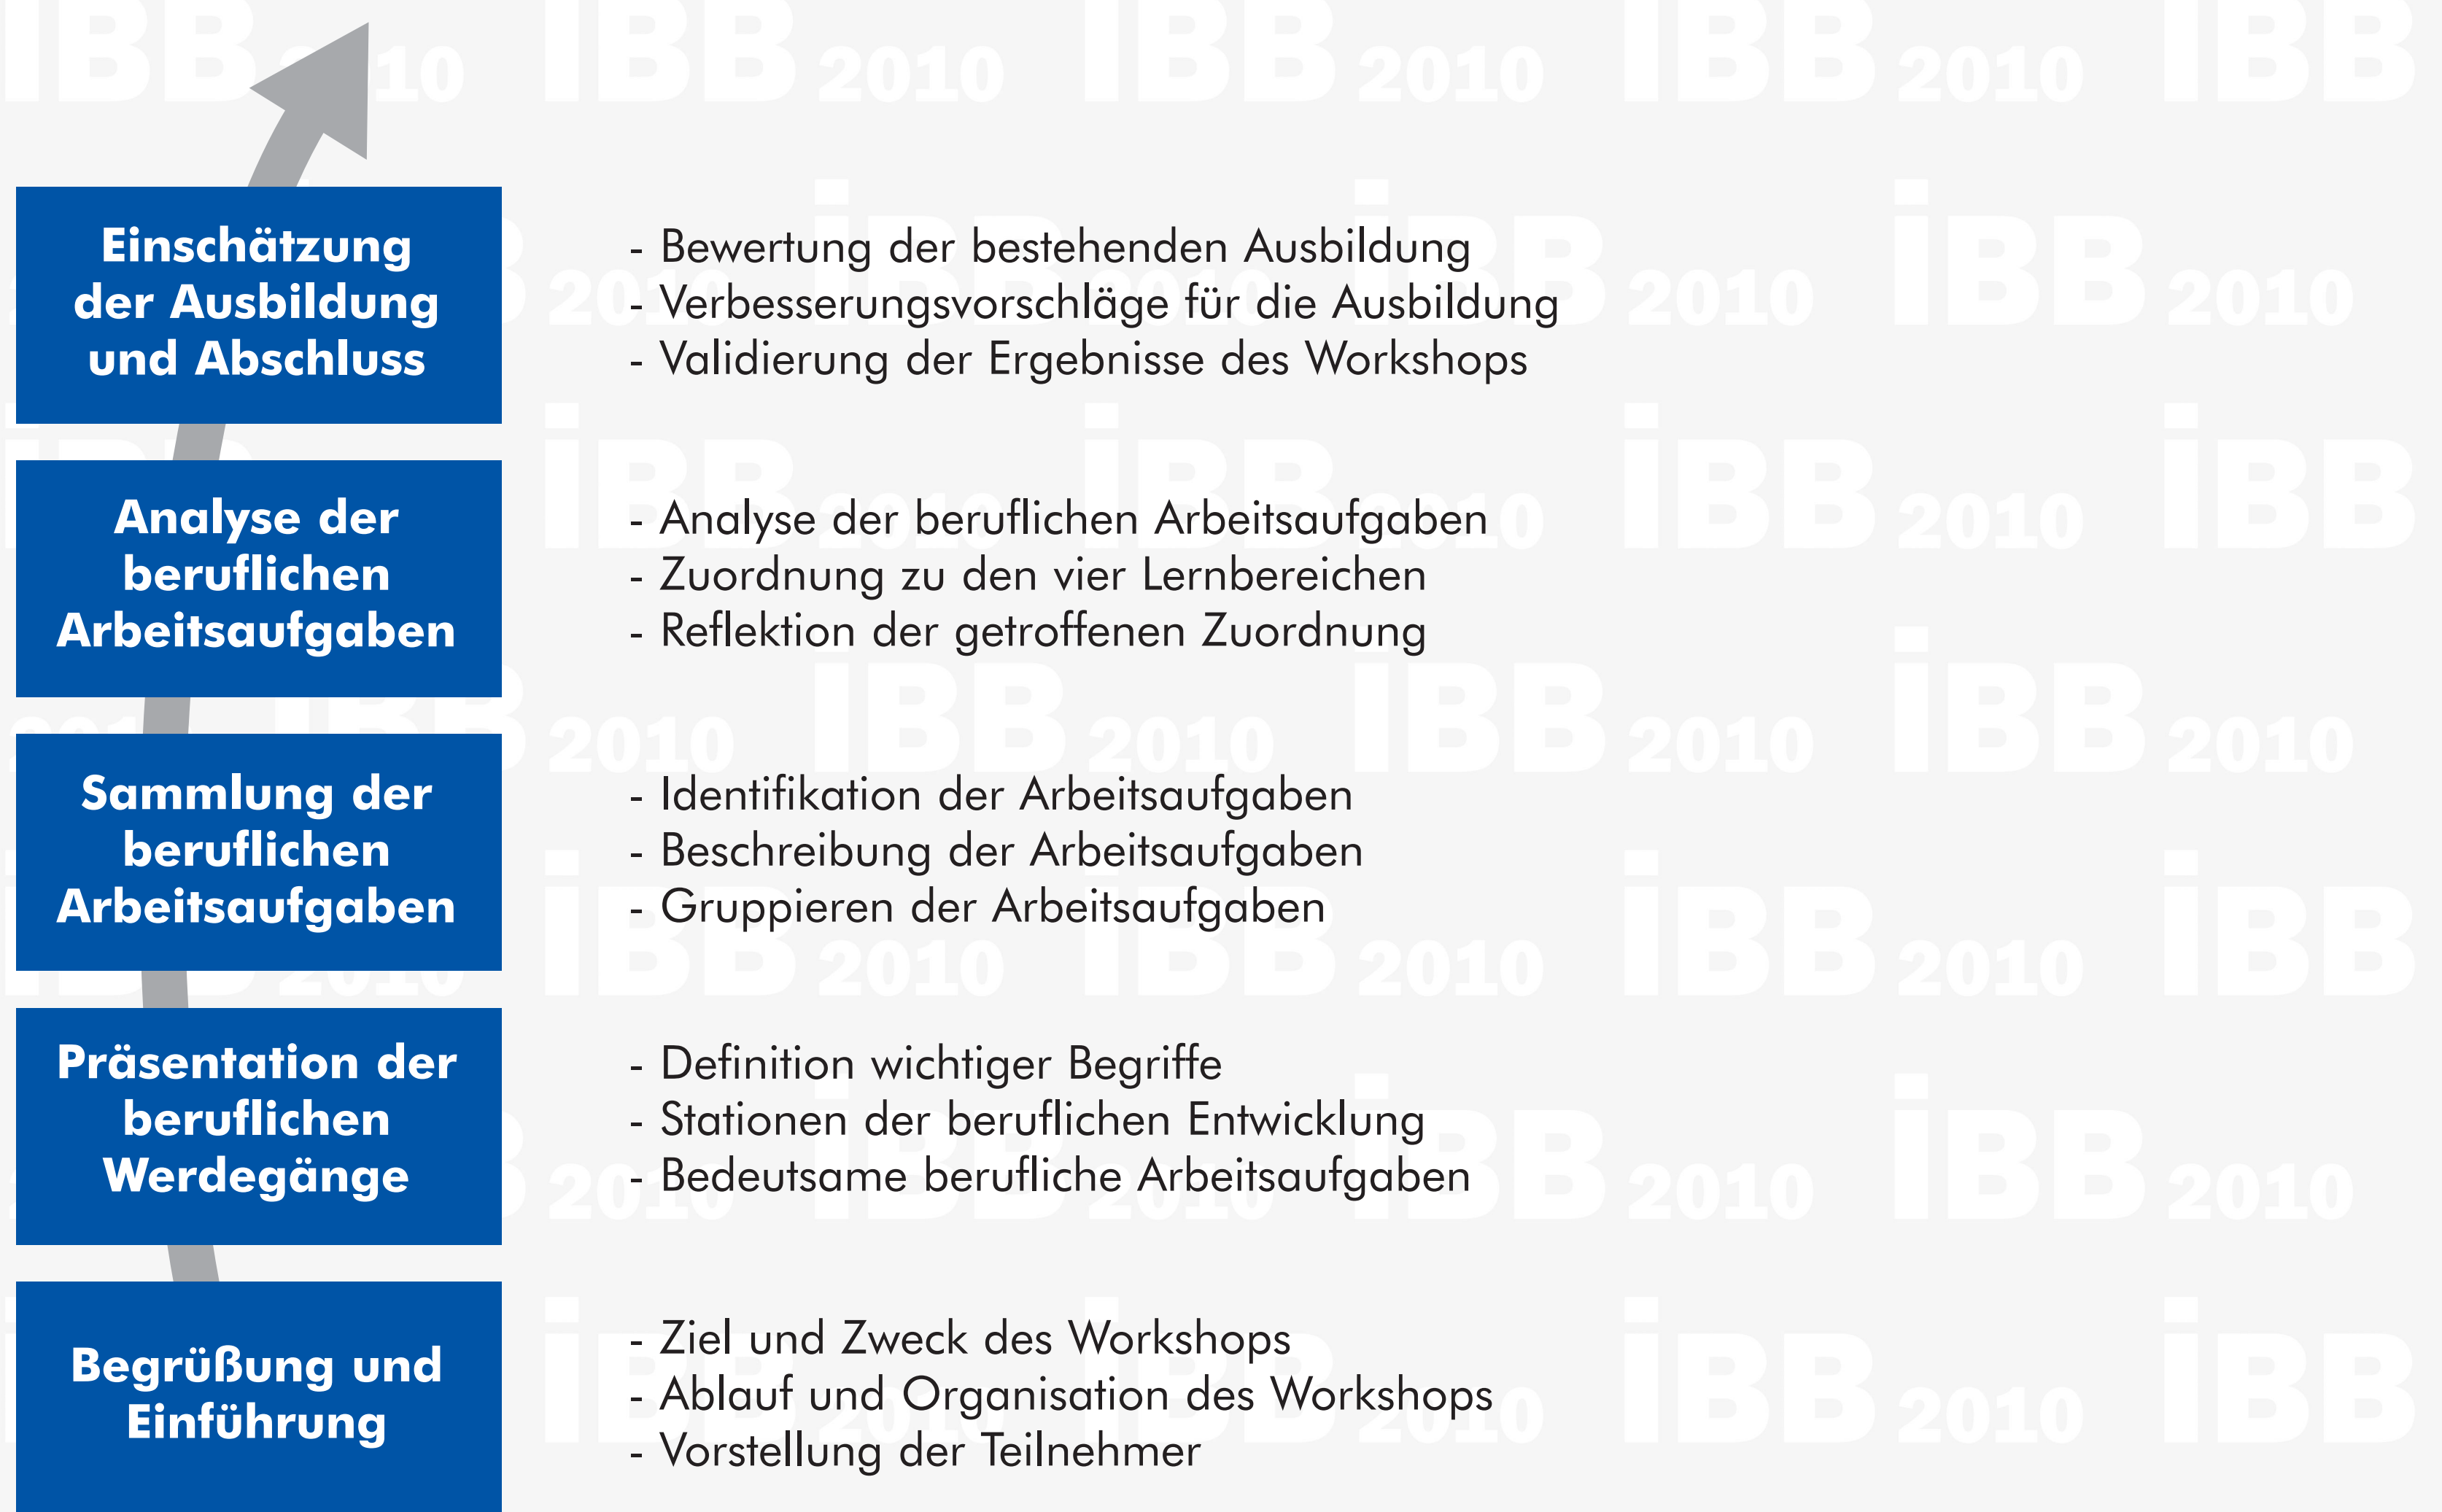 Einschätzung
der Ausbildung
und Abschluss
- Bewertung der bestehenden Ausbildung
- Verbesserungsvorschläge für die Ausbildung
- Validierung der Ergebnisse des Workshops
Analyse der
beruflichen
Arbeitsaufgaben
- Analyse der beruflichen Arbeitsaufgaben
- Zuordnung zu den vier Lernbereichen
- Reflektion der getroffenen Zuordnung
Sammlung der
beruflichen
Arbeitsaufgaben
- Identifikation der Arbeitsaufgaben
- Beschreibung der Arbeitsaufgaben
- Gruppieren der Arbeitsaufgaben
Präsentation der
beruflichen
Werdegänge
- Definition wichtiger Begriffe
- Stationen der beruflichen Entwicklung
- Bedeutsame berufliche Arbeitsaufgaben
Begrüßung und
Einführung
- Ziel und Zweck des Workshops
- Ablauf und Organisation des Workshops
- Vorstellung der Teilnehmer
iBB 2010